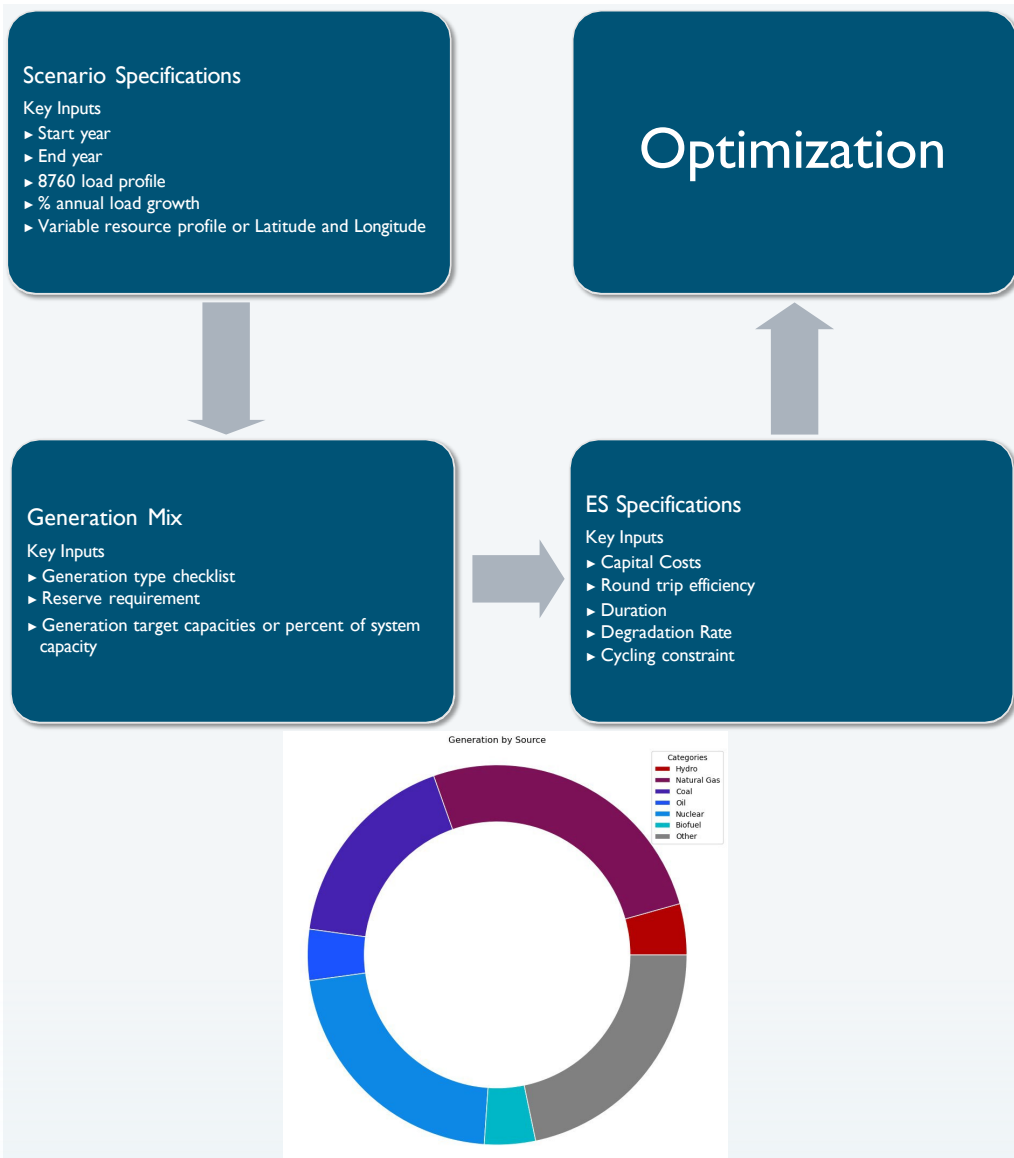 Scenario Specifications
Key Inputs
► Start year
► End year
► 8760 load profile
► % annual load growth
► Variable resource profile or Latitude and Longitude
Optimization
Generation Mix
Key Inputs
► Generation type checklist
► Reserve requirement
► Generation target capacities or percent of system
capacity
ES Specifications
Key Inputs
► Capital Costs
► Round trip efficiency
► Duration
► Degradation Rate
► Cycling constraint
Generation by Source
Categories
Hydro
Natural Gas
Coal
Oil
Nuclear
Biofuel
Other